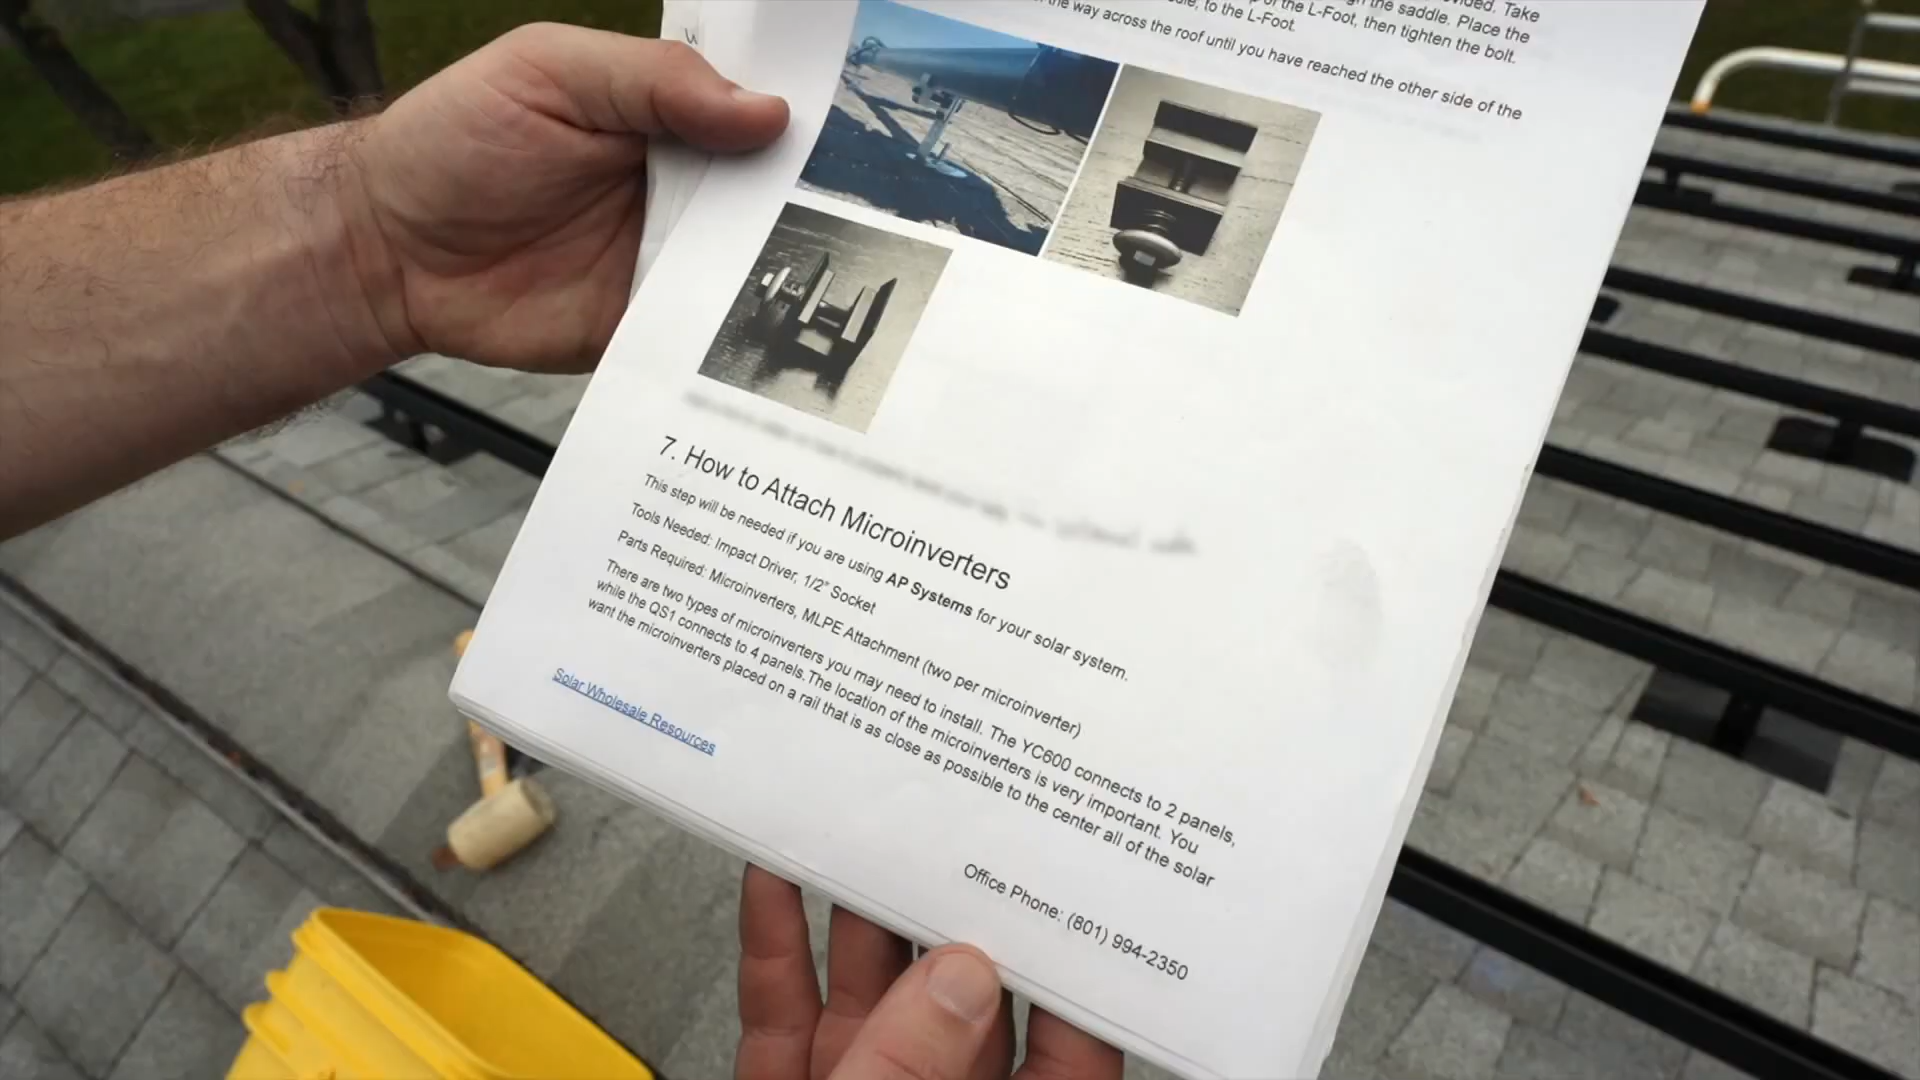 vided. Take
the saddle. Place the
of the L-Foot, then tighten the bolt.
to the L-Foot.
the way across the roof until you have reached the other side of the
7. How to Attach Microinverters
This step will be needed if you are using AP Systems for your solar system.
Tools Needed: Impact Driver, 1/2" Socket
Parts Required: Microinverters, MLPE Attachment (two per microinverter)
There are two types of microinverters you may need to install. The YC600 connects to 2 panels,
while the QS1 connects to 4 panels.The location of the microinverters is very important. You
want the microinverters placed on a rail that is as close as possible to the center all of the solar
Solar Wholesale Resources
Office Phone: (801) 994-2350